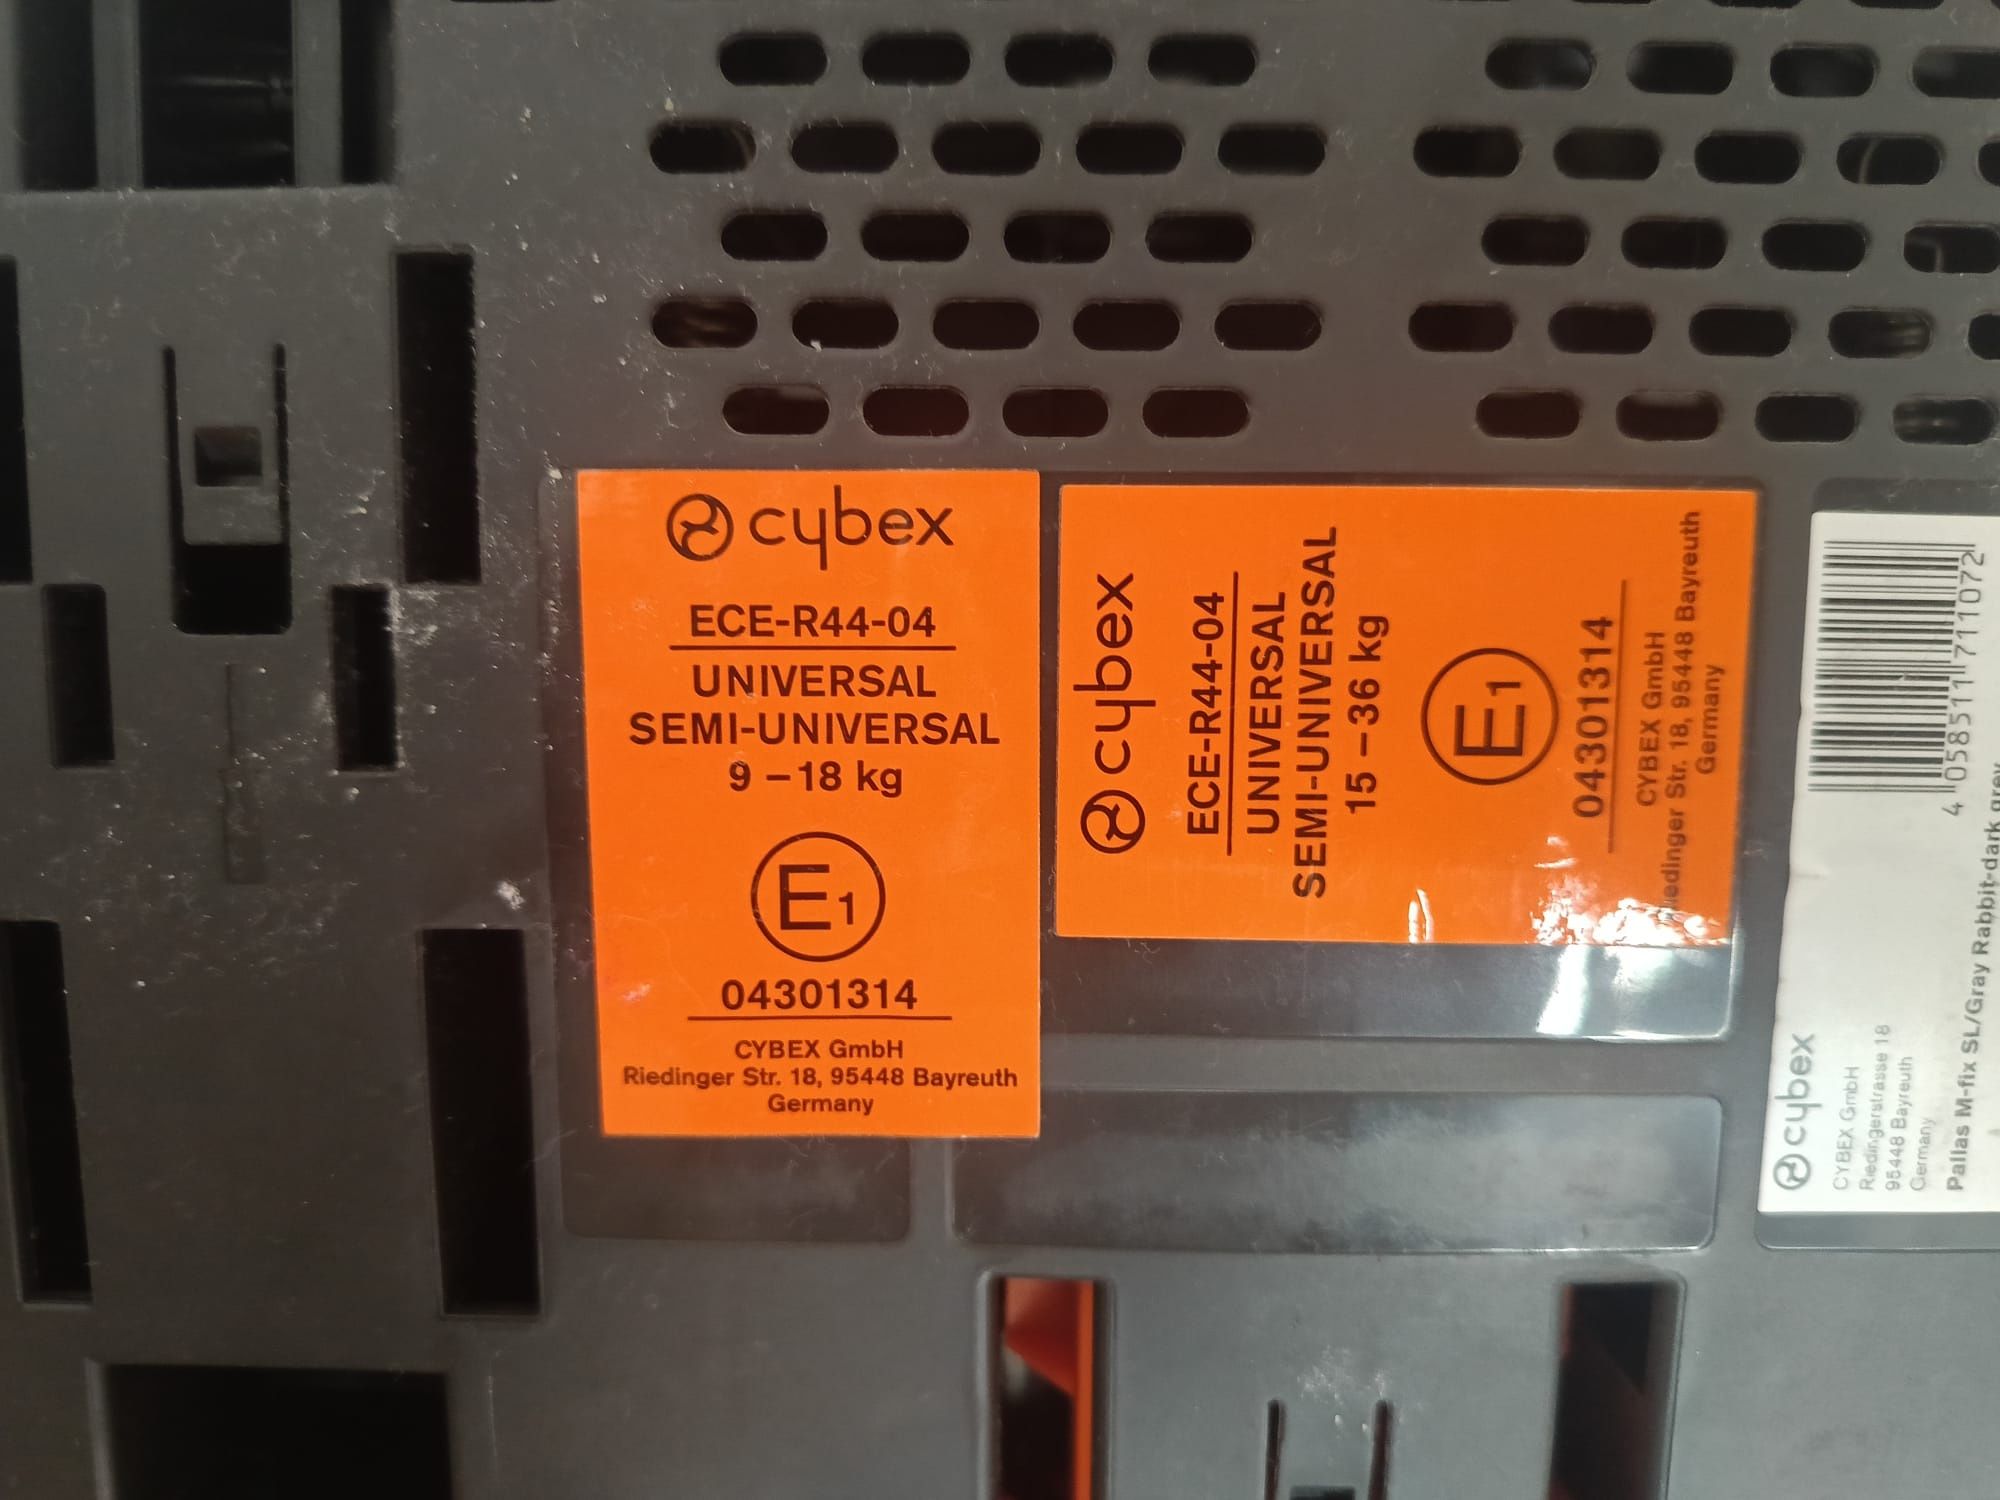 cybex
ECE-R44-04
UNIVERSAL
SEMI-UNIVERSAL
9 – 18 kg
E1
04301314
CYBEX GmbH
Riedinger Str. 18, 95448 Bayreuth
Germany
cybex
ECE-R44-04
UNIVERSAL
SEMI-UNIVERSAL
15 – 36 kg
E1
04301314
CYBEX GmbH
Riedinger Str. 18, 95448 Bayreuth
Germany
4 058511 711072
cybex
CYBEX GmbH
Riedingerstrasse 18
95448 Bayreuth
Germany
Pallas M-fix SL/Gray Rabbit-dark grey